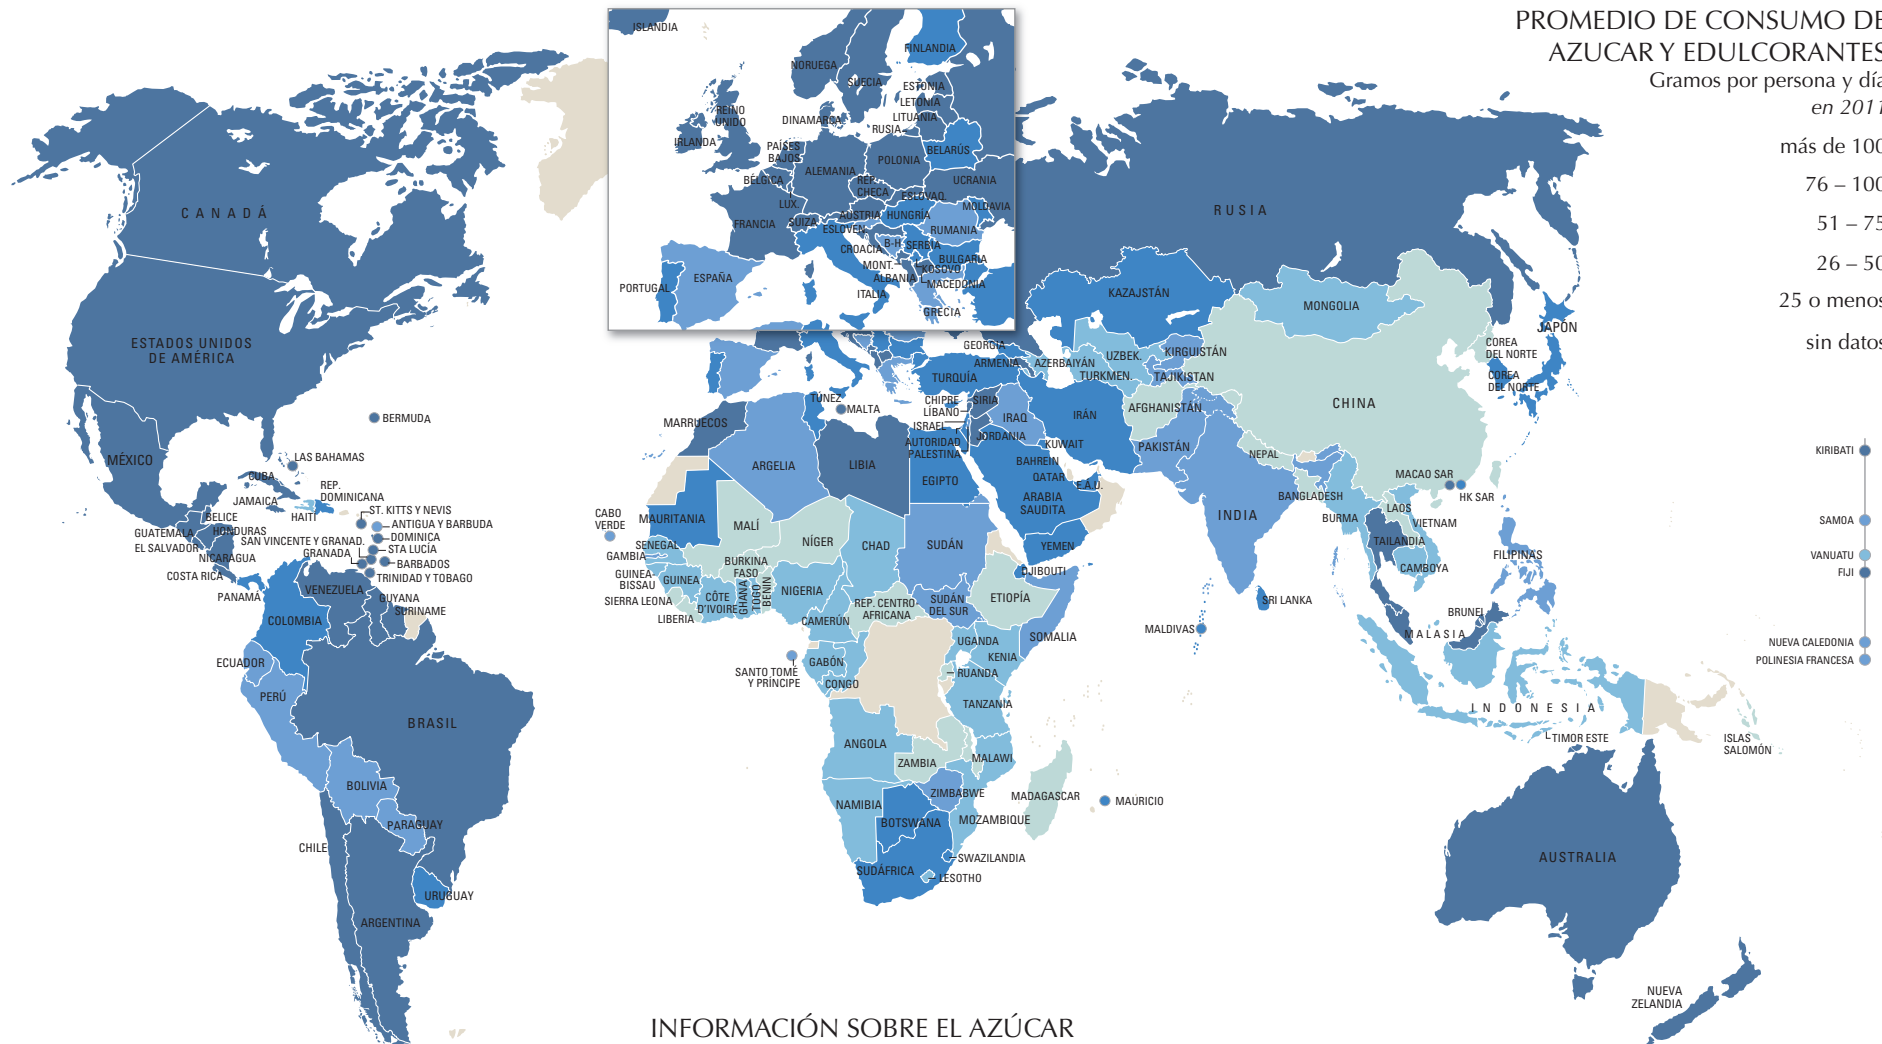 PROMEDIO DE CONSUMO DE
AZUCAR Y EDULCORANTES
Gramos por persona y día
en 2011
más de 100
76 – 100
51 – 75
26 – 50
25 o menos
sin datos
ISLANDIA
NORUEGA
SUECIA
FINLANDIA
ESTONIA
LETONIA
LITUANIA
RUSIA
DINAMARCA
REINO
UNIDO
IRLANDA
PAÍSES
BAJOS
BÉLGICA
LUX.
ALEMANIA
POLONIA
BELARÚS
REP.
CHECA
ESLOVAQ.
UCRANIA
MOLDAVIA
FRANCIA
SUIZA
AUSTRIA
HUNGRÍA
ESLOVEN.
RUMANIA
CROACIA
B-H
SERBIA
BULGARIA
MONT.
KOSOVO
ALBANIA
MACEDONIA
ITALIA
GRECIA
PORTUGAL
ESPAÑA
CANADÁ
ESTADOS UNIDOS
DE AMÉRICA
MÉXICO
BERMUDA
LAS BAHAMAS
CUBA
REP.
DOMINICANA
JAMAICA
HAITI
BELICE
GUATEMALA
HONDURAS
EL SALVADOR
NICARAGUA
COSTA RICA
PANAMÁ
ST. KITTS Y NEVIS
ANTIGUA Y BARBUDA
DOMINICA
SAN VINCENTE Y GRANAD.
STA LUCÍA
GRANADA
BARBADOS
TRINIDAD Y TOBAGO
VENEZUELA
GUYANA
SURINAME
COLOMBIA
ECUADOR
PERÚ
BRASIL
BOLIVIA
PARAGUAY
CHILE
URUGUAY
ARGENTINA
RUSIA
KAZAJSTÁN
MONGOLIA
JAPÓN
COREA
DEL NORTE
COREA
DEL NORTE
CHINA
GEORGIA
ARMENIA
AZERBAIYÁN
UZBEK.
TURKMEN.
KIRGUISTÁN
TAJIKISTAN
TURQUÍA
CHIPRE
LÍBANO
SIRIA
ISRAEL
IRAQ
IRÁN
AFGHANISTÁN
AUTORIDAD
PALESTINA
JORDANIA
KUWAIT
BAHREIN
QATAR
E.A.U.
ARABIA
SAUDITA
YEMEN
PAKISTÁN
NEPAL
INDIA
BANGLADESH
BURMA
MACAO SAR
HK SAR
LAOS
VIETNAM
TAILANDIA
CAMBOYA
FILIPINAS
BRUNEI
MALASIA
SRI LANKA
MALDIVAS
INDONESIA
TIMOR ESTE
ISLAS
SALOMÓN
KIRIBATI
SAMOA
VANUATU
FIJI
NUEVA CALEDONIA
POLINESIA FRANCESA
AUSTRALIA
NUEVA
ZELANDIA
TÚNEZ
MALTA
MARRUECOS
ARGELIA
LIBIA
EGIPTO
CABO
VERDE
MAURITANIA
MALÍ
NÍGER
CHAD
SUDÁN
SENEGAL
GAMBIA
GUINEA-
BISSAU
GUINEA
SIERRA LEONA
LIBERIA
CÔTE
D'IVOIRE
BURKINA
FASO
GHANA
TOGO
BENÍN
NIGERIA
CAMERÚN
REP. CENTRO-
AFRICANA
SUDÁN
DEL SUR
ETIOPÍA
DJIBOUTI
SOMALIA
SANTO TOMÉ
Y PRÍNCIPE
GABÓN
CONGO
UGANDA
KENIA
RUANDA
TANZANIA
ANGOLA
ZAMBIA
MALAWI
NAMIBIA
BOTSWANA
ZIMBABWE
MOZAMBIQUE
MADAGASCAR
MAURICIO
SUDÁFRICA
SWAZILANDIA
LESOTHO
INFORMACIÓN SOBRE EL AZÚCAR